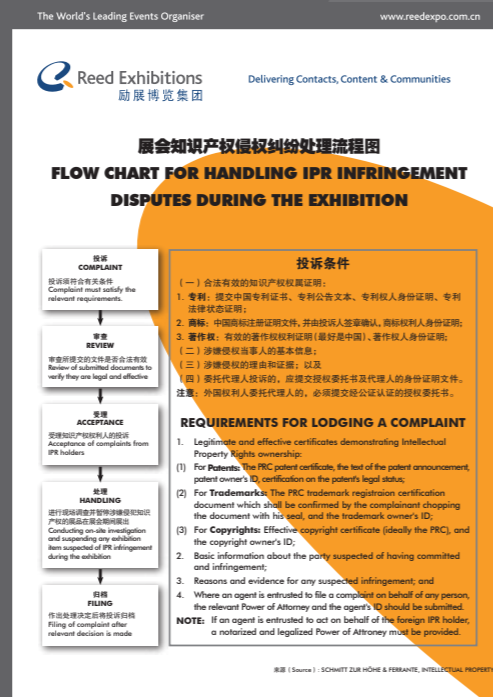 The World's Leading Events Organiser
www.reedexpo.com.cn
Reed Exhibitions
励展博览集团
Delivering Contacts, Content & Communities
展会知识产权侵权纠纷处理流程图
FLOW CHART FOR HANDLING IPR INFRINGEMENT
DISPUTES DURING THE EXHIBITION
投诉
COMPLAINT
投诉须符合有关条件
Complaint must satisfy the
relevant requirements.
审查
REVIEW
审查所提交的文件是否合法有效
Review of submitted documents to
verify they are legal and effective
受理
ACCEPTANCE
受理知识产权权利人的投诉
Acceptance of complaints from
IPR holders
处理
HANDLING
进行现场调查并暂停涉嫌侵犯知识
产权的展品在展会期间展出
Conducting on-site investigation
and suspending any exhibition
item suspected of IPR infringement
during the exhibition
归档
FILING
作出处理决定后将投诉归档
Filing of complaint after
relevant decision is made
投诉条件
（一）合法有效的知识产权权属证明：
1. 专利：提交中国专利证书、专利公告文本、专利权人身份证明、专利
法律状态证明；
2. 商标：中国商标注册证明文件，并由投诉人签章确认，商标权利人身份证明；
3. 著作权：有效的著作权权利证明（最好是中国）、著作权人身份证明；
（二）涉嫌侵权当事人的基本信息；
（三）涉嫌侵权的理由和证据；以及
（四）委托代理人投诉的，应提交授权委托书及代理人的身份证明文件。
注意：外国权利人委托代理人的，必须提交经公证认证的授权委托书。
REQUIREMENTS FOR LODGING A COMPLAINT
1. Legitimate and effective certificates demonstrating Intellectual
Property Rights ownership:
(1) For Patents: The PRC patent certificate, the text of the patent announcement,
patent owner's ID, certification on the patent's legal status;
(2) For Trademarks: The PRC trademark registraion certification
document which shall be confirmed by the complainant chopping
the document with his seal, and the trademark owner's ID;
(3) For Copyrights: Effective copyright certificate (ideally the PRC), and
the copyright owner's ID;
2. Basic information about the party suspected of having committed
and infringement;
3. Reasons and evidence for any suspected infringement; and
4. Where an agent is entrusted to file a complaint on behalf of any person,
the relevant Power of Attorney and the agent's ID should be submitted.
NOTE: If an agent is entrusted to act on behalf of the foreign IPR holder,
a notarized and legalized Power of Attroney must be provided.
来源（Source）: SCHMITT ZUR HÖHE & FERRANTE, INTELLECTUAL PROPERTY